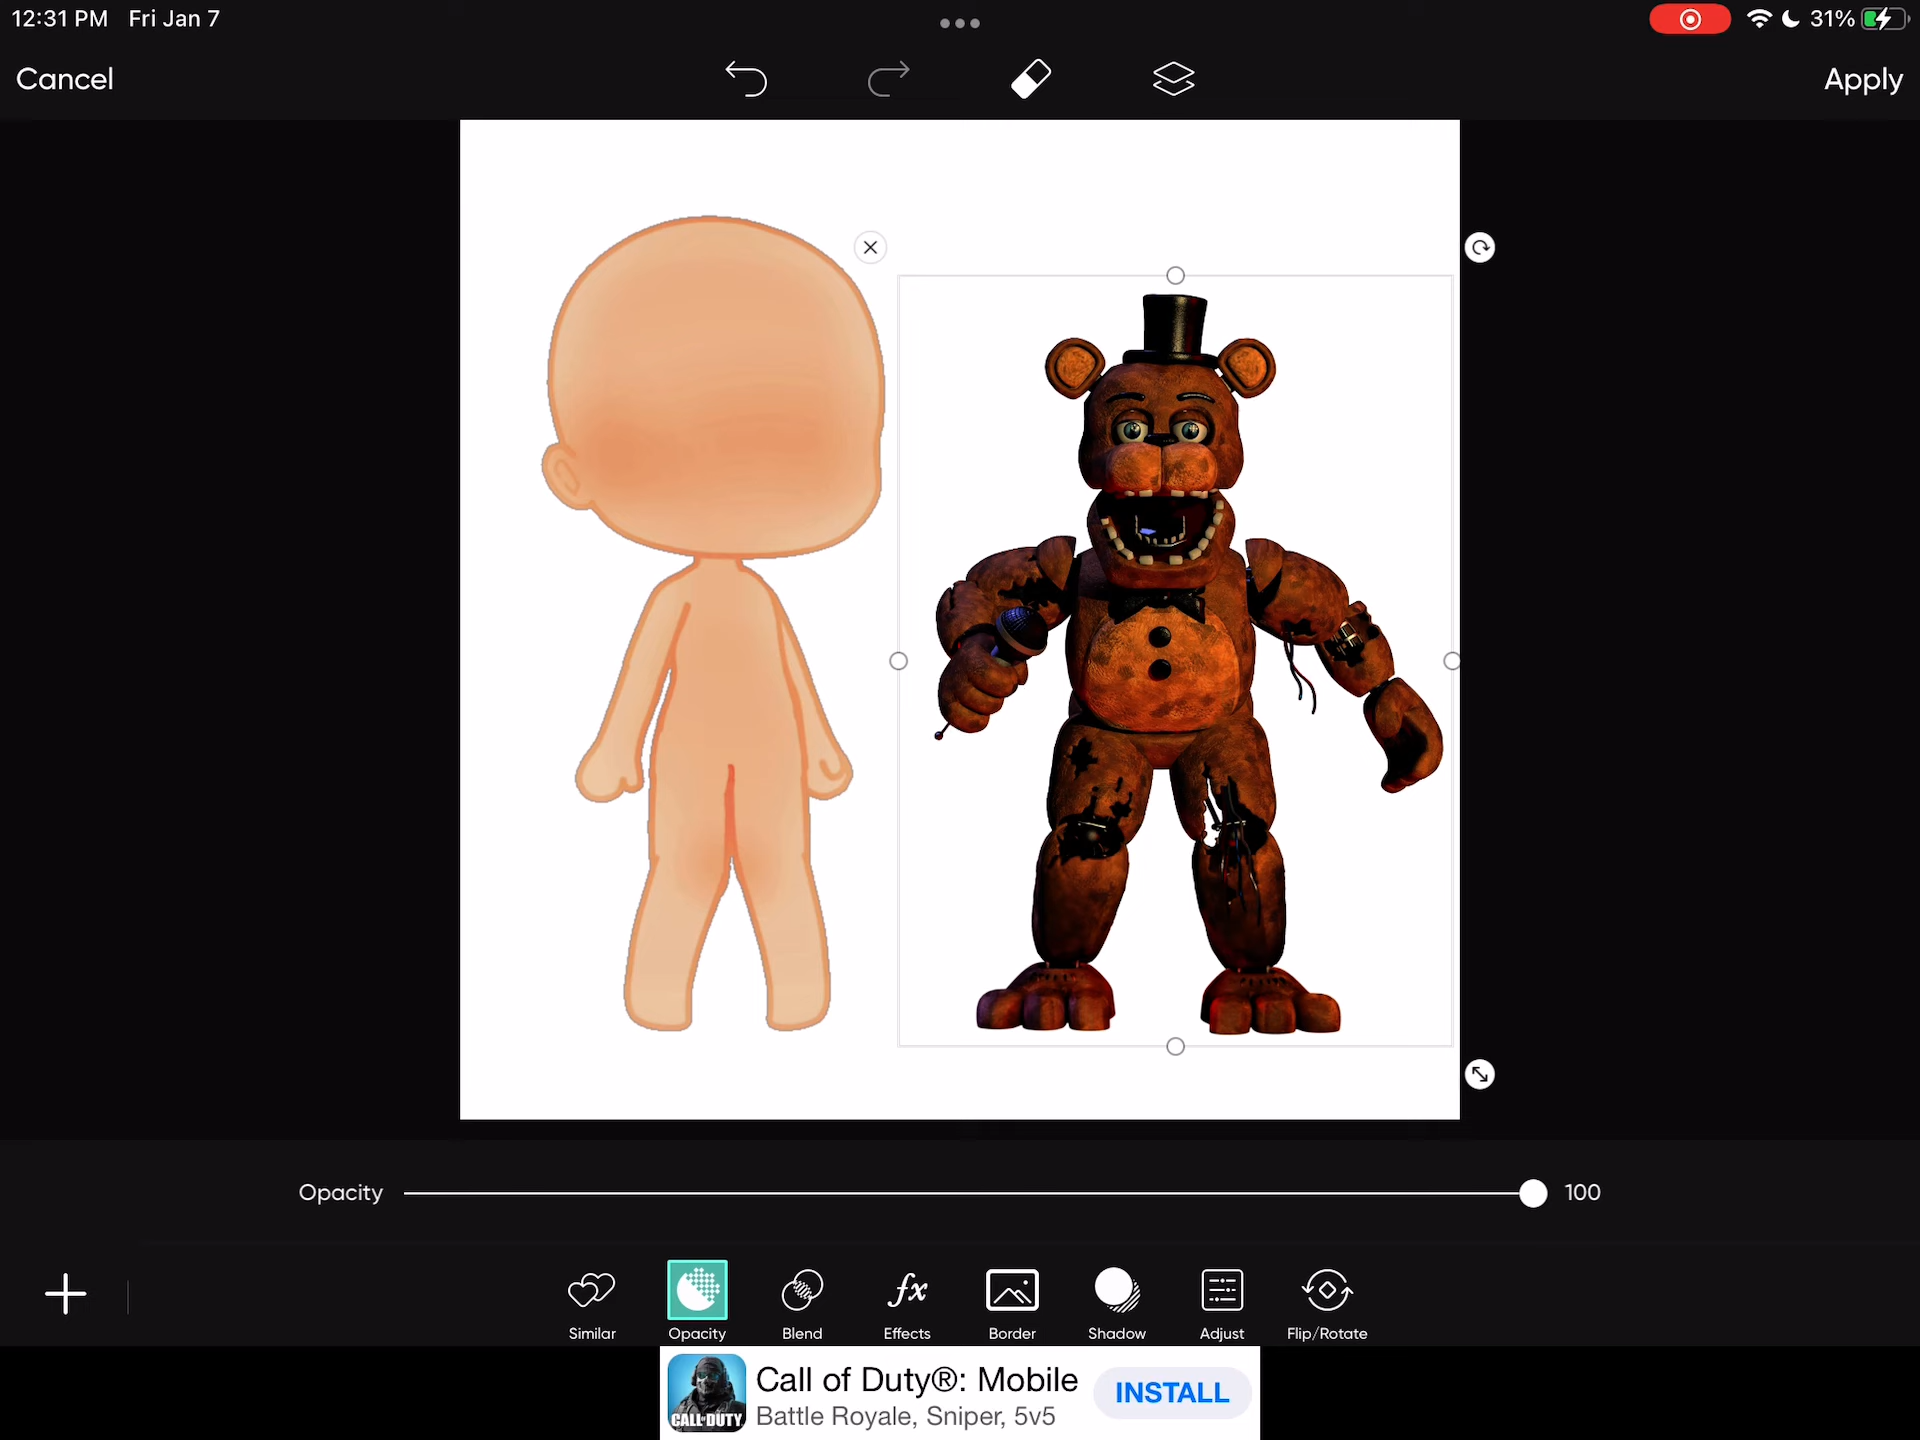 12:31 PM Fri Jan 7
31%
Cancel
Apply
Opacity 100
Similar Opacity Blend Effects Border Shadow Adjust Flip/Rotate
fx
CALL OF DUTY
Call of Duty®: Mobile
Battle Royale, Sniper, 5v5
INSTALL